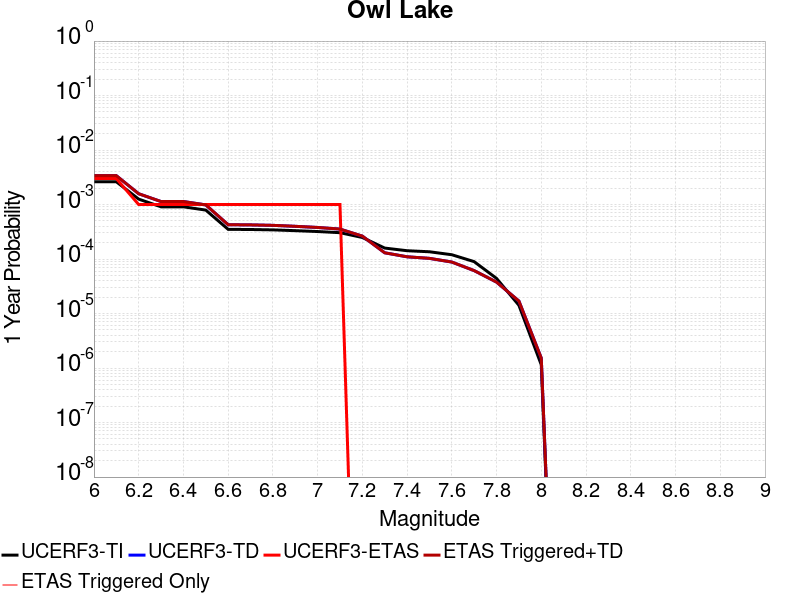 Owl Lake
10^0
10^-1
10^-2
10^-3
10^-4
10^-5
10^-6
10^-7
10^-8
1 Year Probability
6 6.2 6.4 6.6 6.8 7 7.2 7.4 7.6 7.8 8 8.2 8.4 8.6 8.8 9
Magnitude
UCERF3-TI UCERF3-TD UCERF3-ETAS ETAS Triggered+TD
ETAS Triggered Only